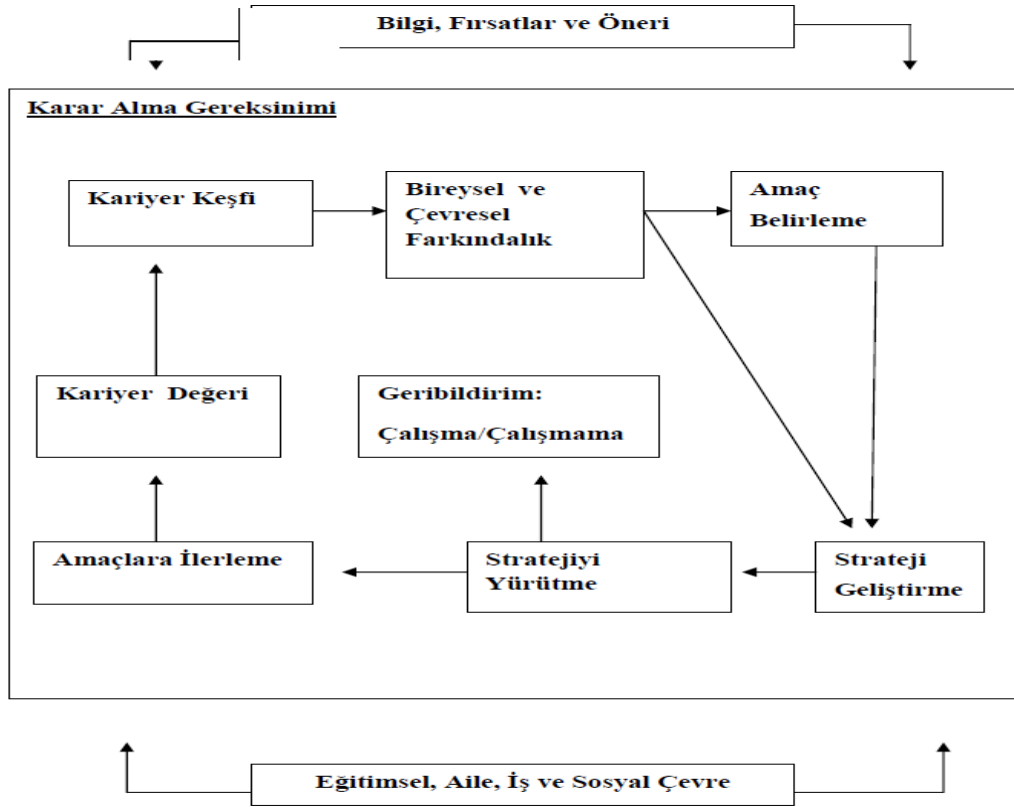 Bilgi, Fırsatlar ve Öneri
Karar Alma Gereksinimi
Kariyer Keşfi
Bireysel ve
Çevresel
Farkındalık
Amaç
Belirleme
Kariyer Değeri
Geribildirim:
Çalışma/Çalışmama
Amaçlara İlerleme
Stratejiyi
Yürütme
Strateji
Geliştirme
Eğitimsel, Aile, İş ve Sosyal Çevre